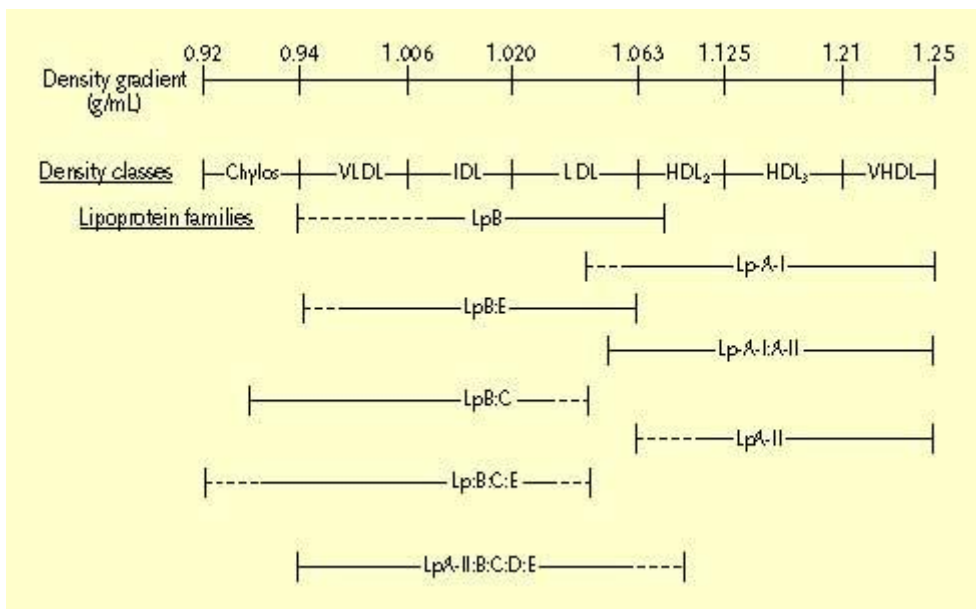 0.92 0.94 1.006 1.020 1.063 1.125 1.21 1.25
Density gradient
(g/mL)
Density classes Chylos VLDL IDL LDL HDL₂ HDL₃ VHDL
Lipoprotein families LpB
Lp-A-I
LpB:E
Lp-A-I:A-II
LpB:C
LpA-II
Lp:B:C:E
LpA-II:B:C:D:E